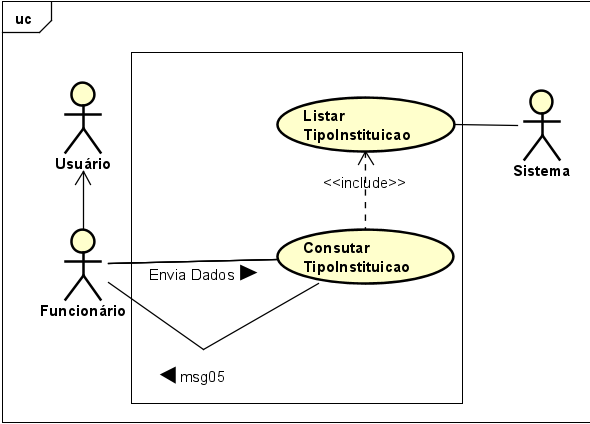 uc
Listar
TipoInstituicao
Usuário
Sistema
<<include>>
Consutar
TipoInstituicao
Envia Dados
Funcionário
msg05